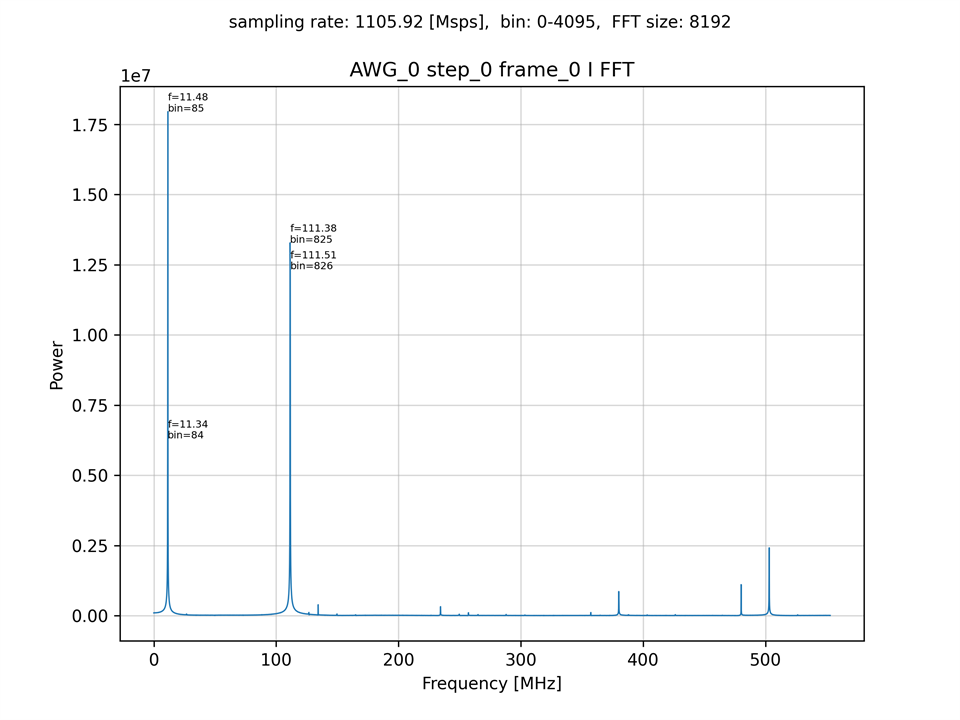 sampling rate: 1105.92 [Msps],  bin: 0-4095,  FFT size: 8192
AWG_0 step_0 frame_0 I FFT
1e7
f=11.48
bin=85
1.75
1.50
f=111.38
bin=825
f=111.51
bin=826
1.25
1.00
Power
0.75
f=11.34
bin=84
0.50
0.25
0.00
0 100 200 300 400 500
Frequency [MHz]